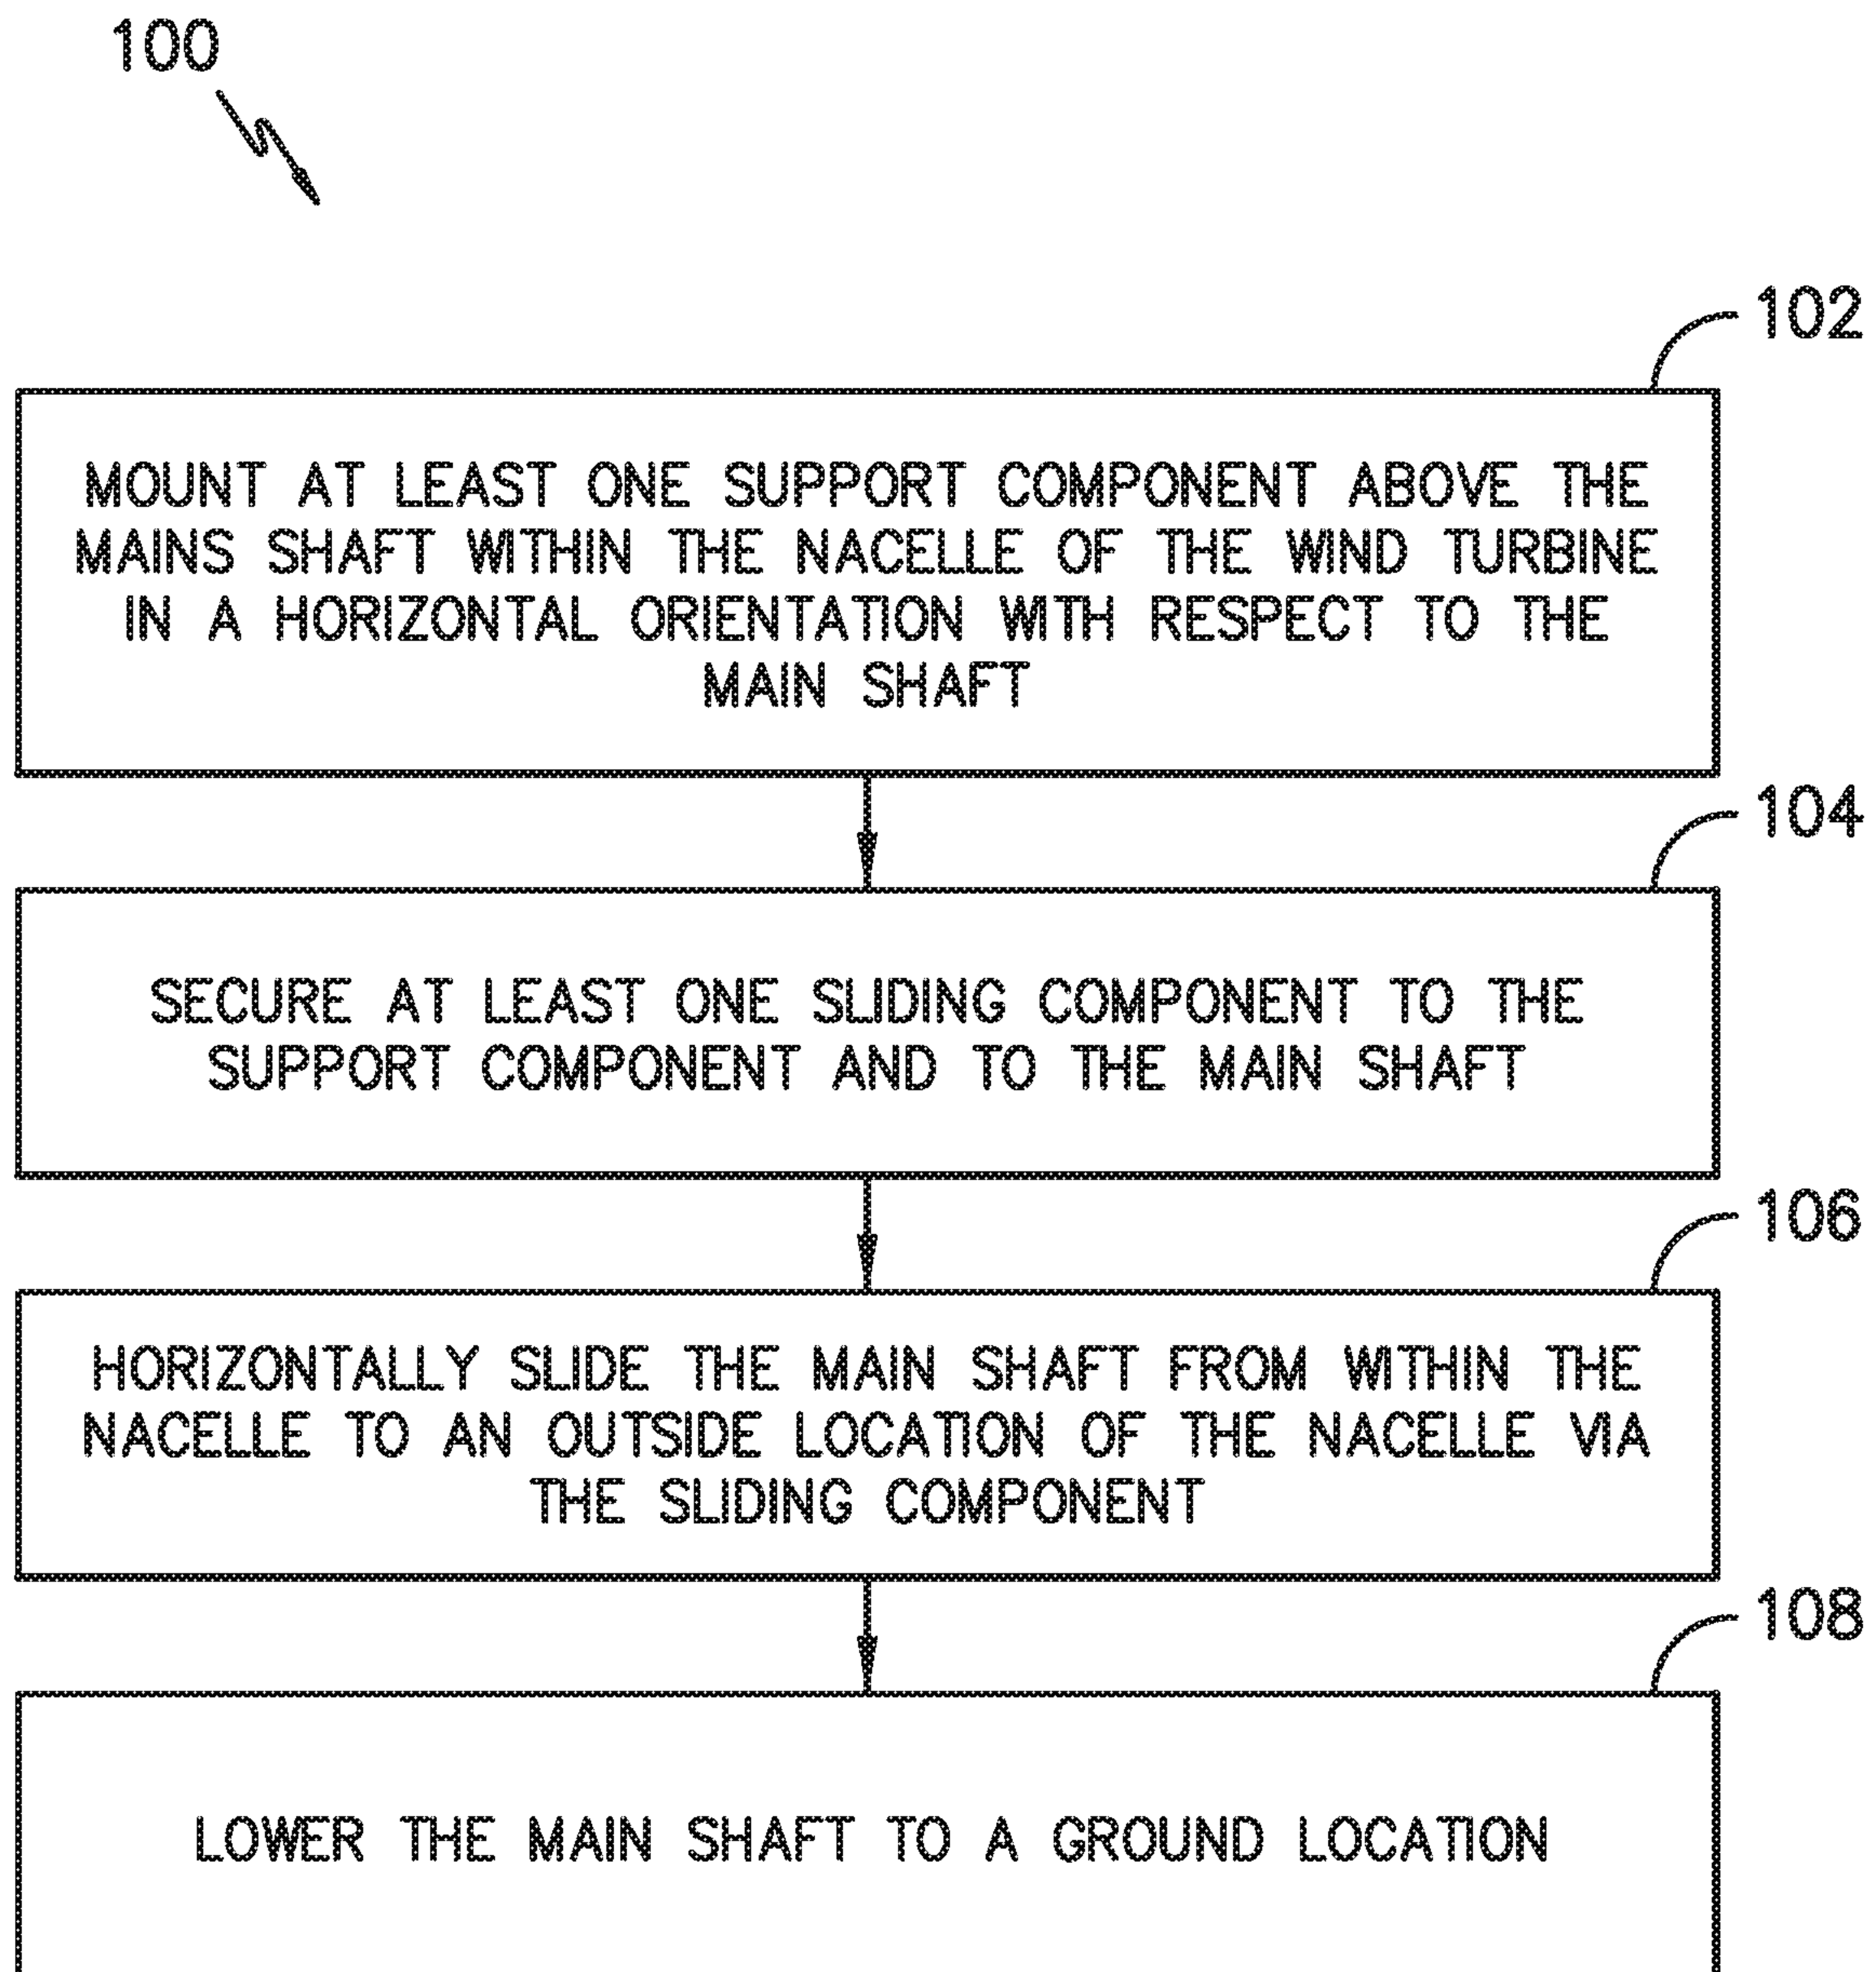 100
102
MOUNT AT LEAST ONE SUPPORT COMPONENT ABOVE THE
MAINS SHAFT WITHIN THE NACELLE OF THE WIND TURBINE
IN A HORIZONTAL ORIENTATION WITH RESPECT TO THE
MAIN SHAFT
104
SECURE AT LEAST ONE SLIDING COMPONENT TO THE
SUPPORT COMPONENT AND TO THE MAIN SHAFT
106
HORIZONTALLY SLIDE THE MAIN SHAFT FROM WITHIN THE
NACELLE TO AN OUTSIDE LOCATION OF THE NACELLE VIA
THE SLIDING COMPONENT
108
LOWER THE MAIN SHAFT TO A GROUND LOCATION